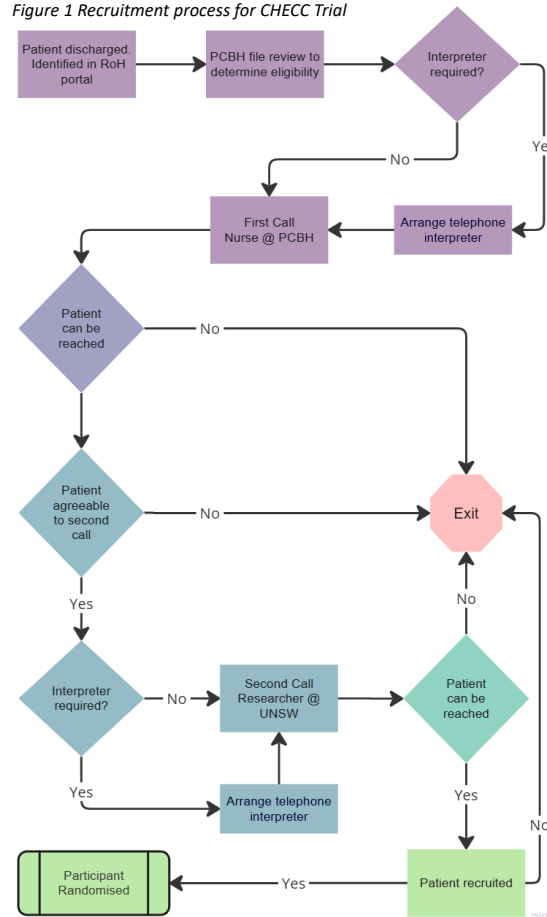 Figure 1 Recruitment process for CHECC Trial
Patient discharged.
Identified in RoH
portal
PCBH file review to
determine eligibility
Interpreter
required?
Yes
No
First Call
Nurse @ PCBH
Arrange telephone
interpreter
Patient
can be
reached
No
Patient
agreeable
to second
call
No
Exit
Yes
No
Interpreter
required?
No
Second Call
Researcher @
UNSW
Patient
can be
reached
Yes
Arrange telephone
interpreter
Yes
No
Participant
Randomised
Yes
Patient recruited
miro